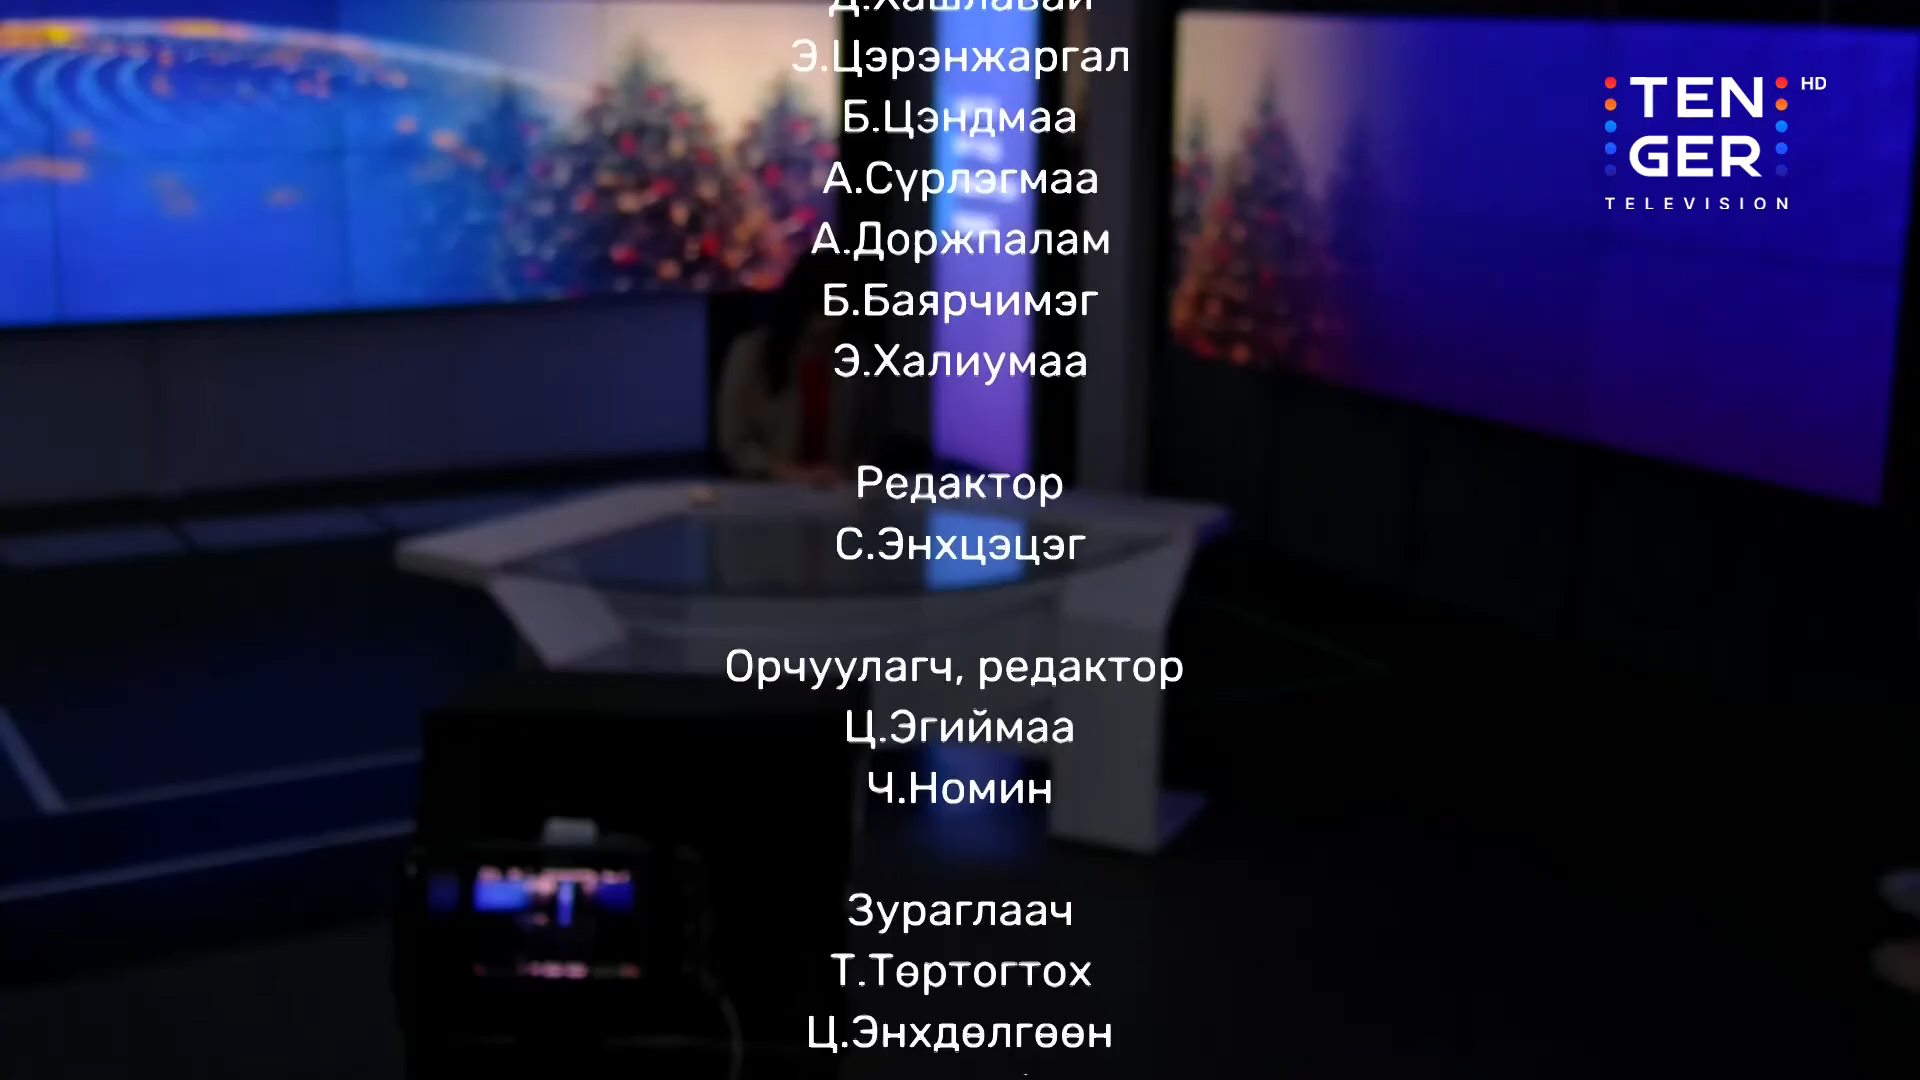 Д.Хашлавай
Э.Цэрэнжаргал
Б.Цэндмаа
А.Сүрлэгмаа
А.Доржпалам
Б.Баярчимэг
Э.Халиумаа
Редактор
С.Энхцэцэг
Орчуулагч, редактор
Ц.Эгиймаа
Ч.Номин
Зураглаач
Т.Төртогтох
Ц.Энхдөлгөөн
TEN
GER
HD
TELEVISION